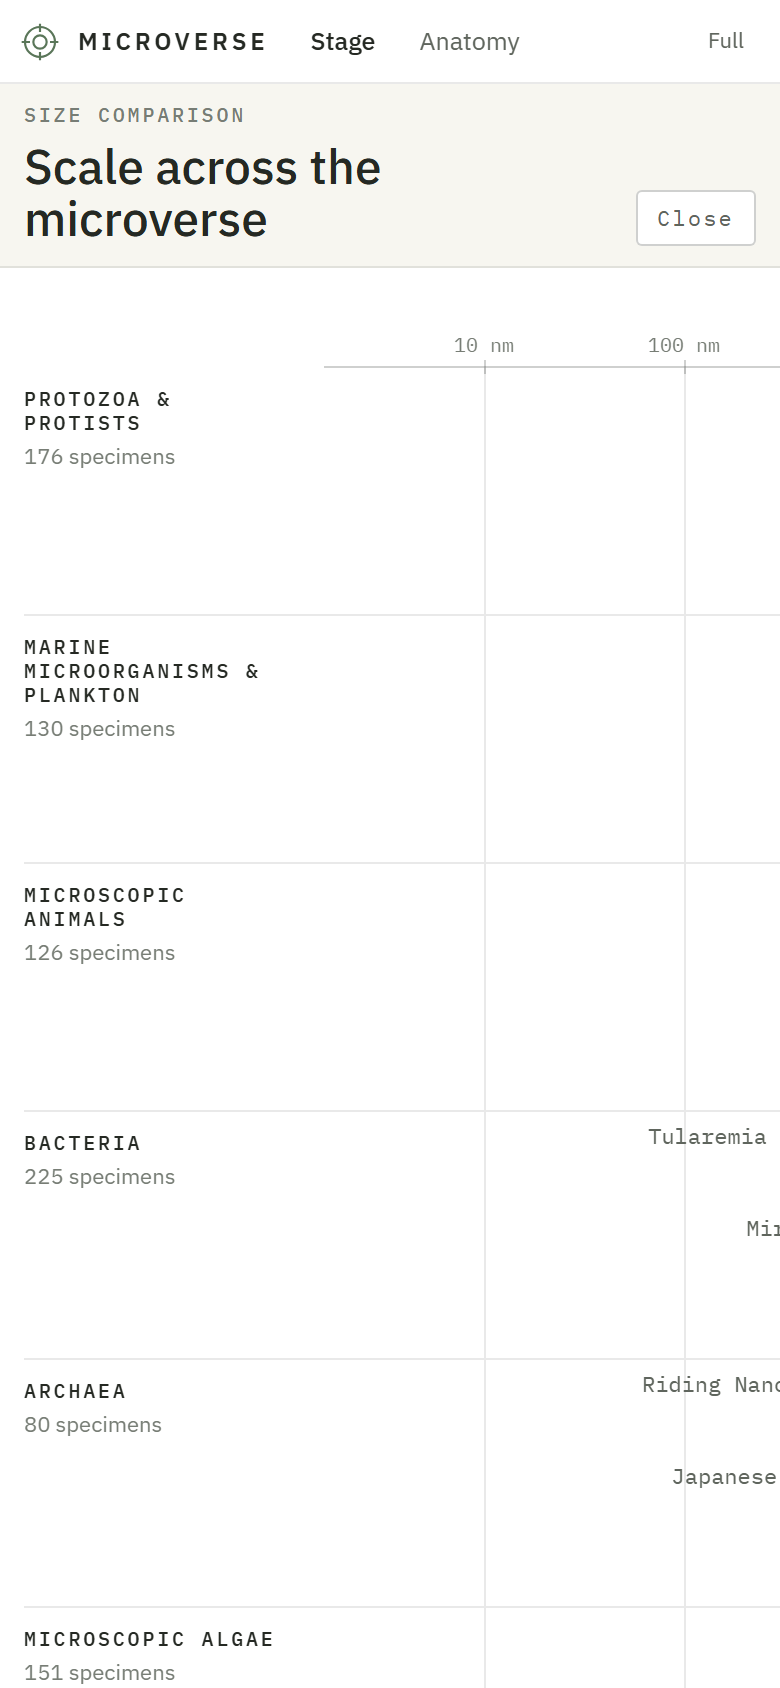 MICROVERSE Stage Anatomy Full
SIZE COMPARISON
Scale across the
microverse
Close
10 nm 100 nm
PROTOZOA &
PROTISTS
176 specimens
MARINE
MICROORGANISMS &
PLANKTON
130 specimens
MICROSCOPIC
ANIMALS
126 specimens
Tularemia
BACTERIA
225 specimens
Riding
ARCHAEA
80 specimens
Japanese
MICROSCOPIC ALGAE
151 specimens